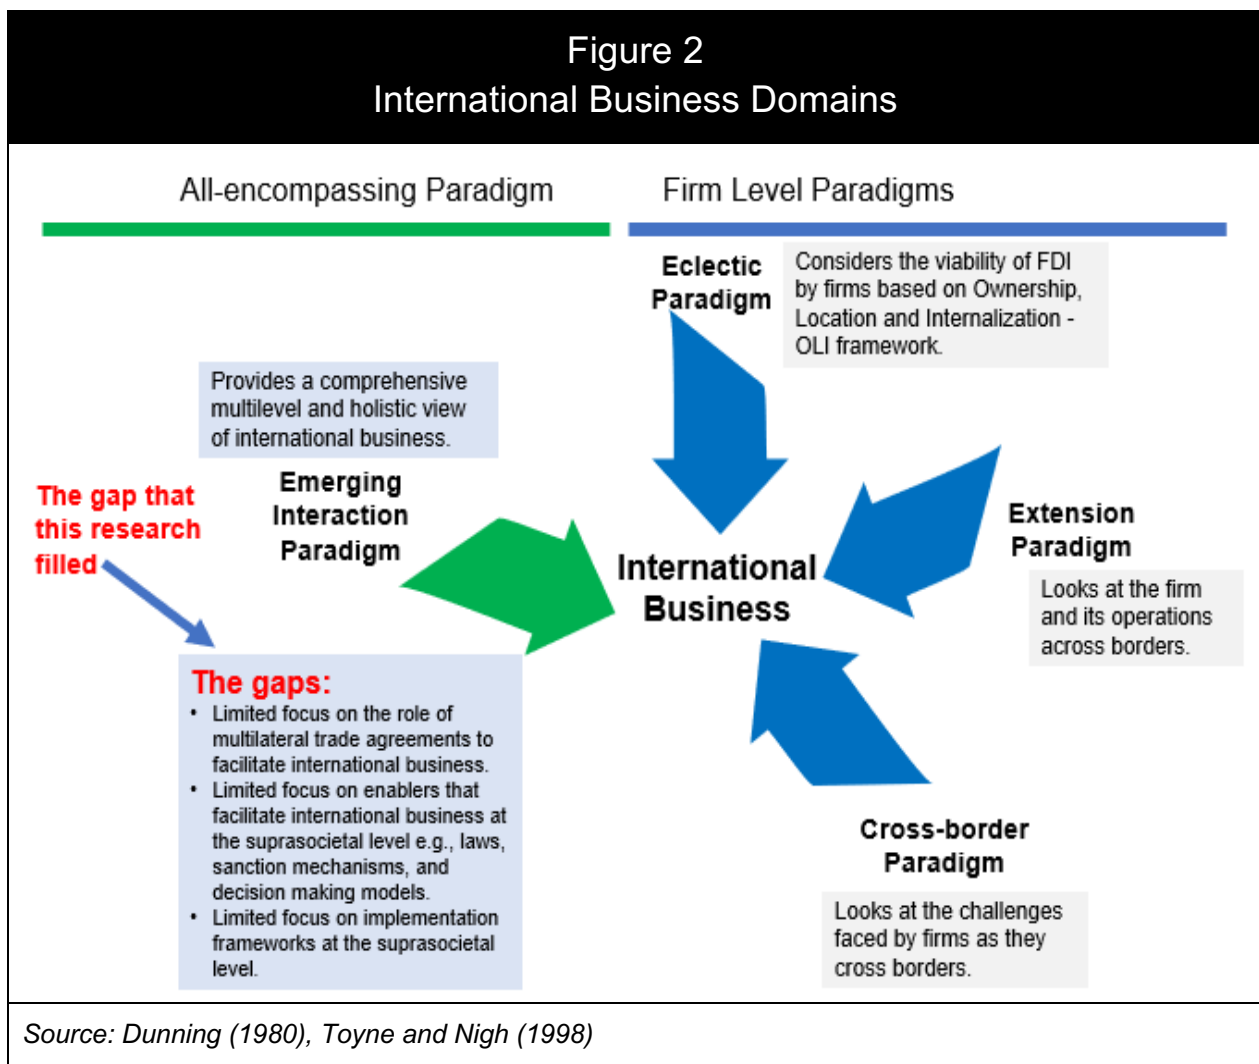 Figure 2
International Business Domains
All-encompassing Paradigm
Firm Level Paradigms
Eclectic
Paradigm
Considers the viability of FDI
by firms based on Ownership,
Location and Internalization -
OLI framework.
Provides a comprehensive
multilevel and holistic view
of international business.
Emerging
Interaction
Paradigm
The gap that
this research
filled
International
Business
Extension
Paradigm
Looks at the firm
and its operations
across borders.
The gaps:
• Limited focus on the role of
multilateral trade agreements to
facilitate international business.
• Limited focus on enablers that
facilitate international business at
the suprasocietal level e.g., laws,
sanction mechanisms, and
decision making models.
• Limited focus on implementation
frameworks at the suprasocietal
level.
Cross-border
Paradigm
Looks at the challenges
faced by firms as they
cross borders.
Source: Dunning (1980), Toyne and Nigh (1998)